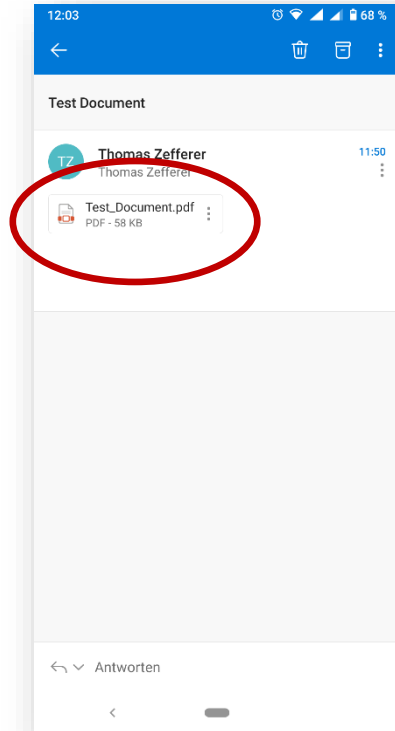 12:03 68 %
Test Document
TZ
Thomas Zefferer 11:50
Thomas Zefferer
Test_Document.pdf
PDF - 58 KB
Antworten